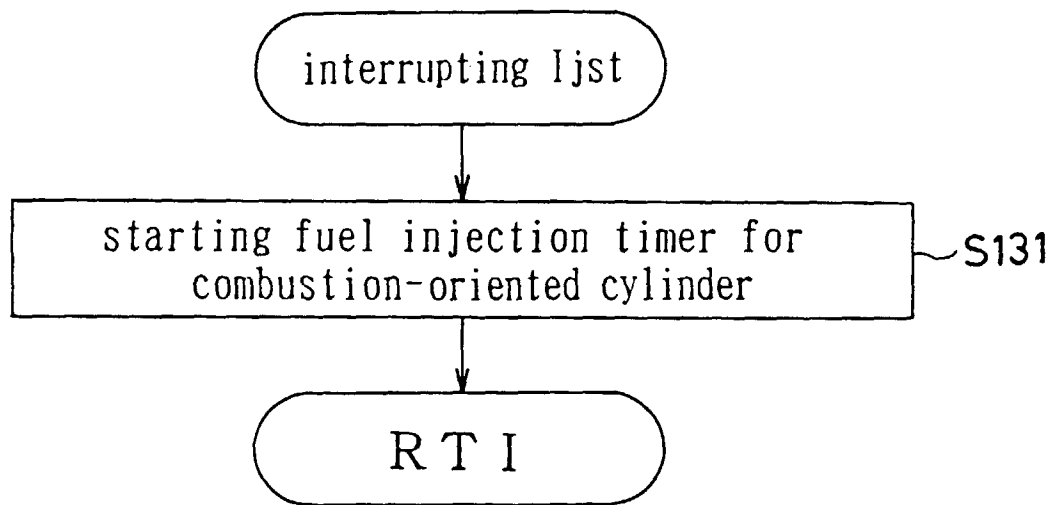 interrupting Ijst
starting fuel injection timer for
combustion-oriented cylinder
S131
RTI